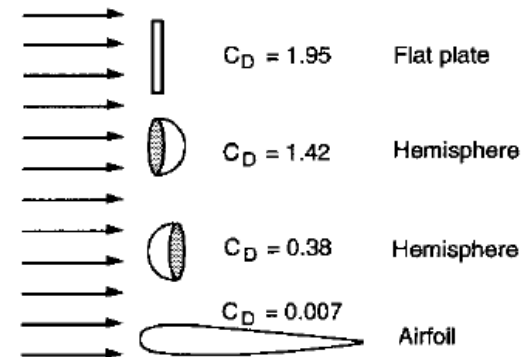 C_D = 1.95 Flat plate
C_D = 1.42 Hemisphere
C_D = 0.38 Hemisphere
C_D = 0.007
Airfoil